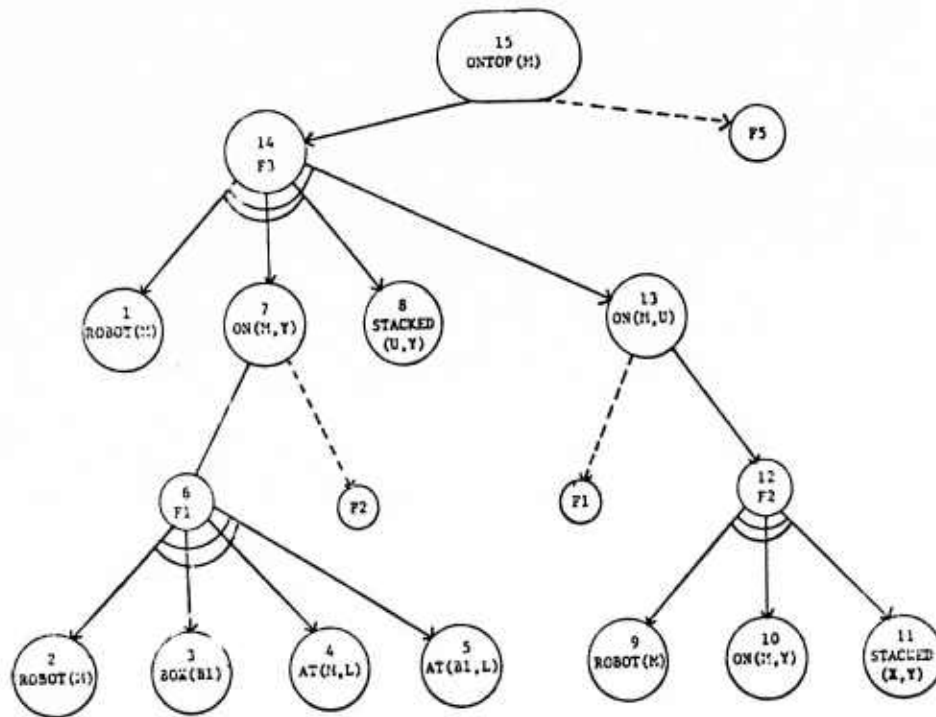 15
ONTOP(M)
F5
14
F3
1
ROBOT(M)
7
ON(M,Y)
8
STACKED
(U,Y)
13
ON(M,U)
6
F1
F2
F1
12
F2
2
ROBOT(M)
3
BOX(B1)
4
AT(M,L)
5
AT(B1,L)
9
ROBOT(M)
10
ON(M,Y)
11
STACKED
(X,Y)